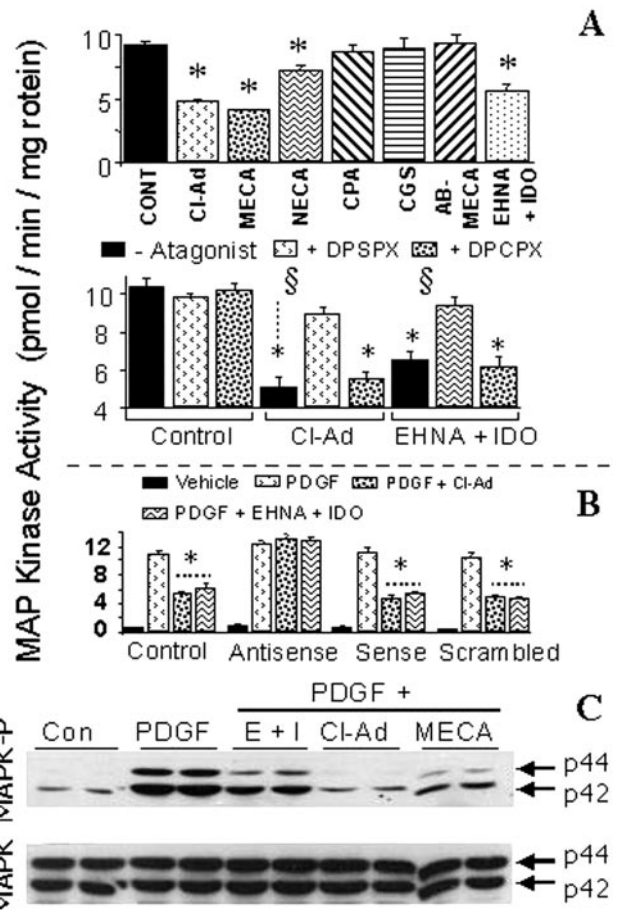 A
MAP Kinase Activity (pmol / min / mg rotein)
10
5
0
*
*
*
*
CONT
Cl-Ad
MECA
NECA
CPA
CGS
AB-
MECA
EHNA
+ IDO
- Atagonist + DPSPX + DPCPX
10
8
6
4
§
§
*
*
*
*
Control Cl-Ad EHNA + IDO
B
Vehicle PDGF PDGF + Cl-Ad
PDGF + EHNA + IDO
12
8
4
0
*
*
*
Control Antisense Sense Scrambled
C
PDGF +
Con PDGF E + I Cl-Ad MECA
MAPK-P
p44
p42
MAPK
p44
p42